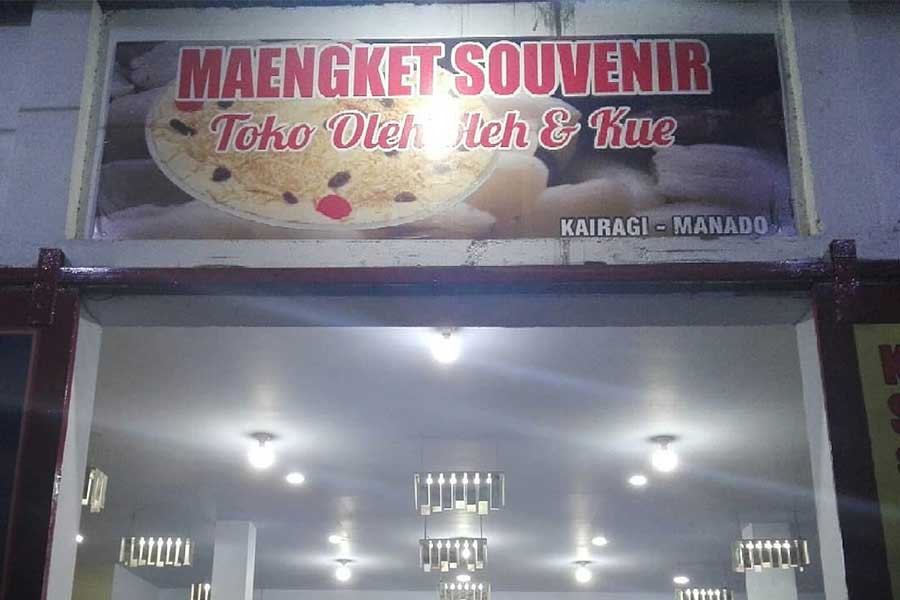 MAENGKET SOUVENIR
Toko Oleh oleh & Kue
KAIRAGI - MANADO